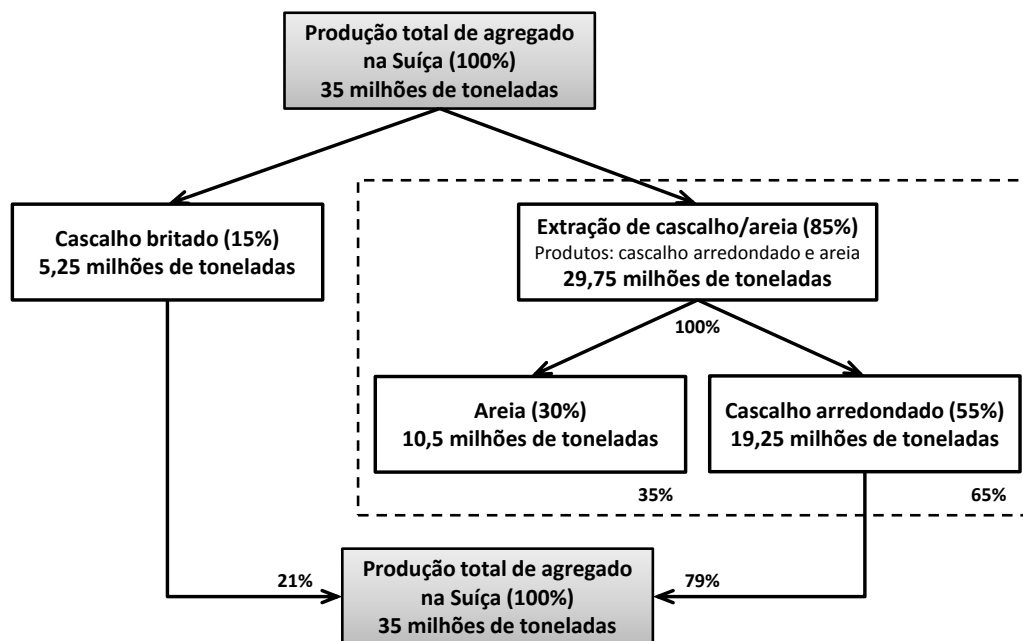 Produção total de agregado
na Suíça (100%)
35 milhões de toneladas
Cascalho britado (15%)
5,25 milhões de toneladas
Extração de cascalho/areia (85%)
Produtos: cascalho arredondado e areia
29,75 milhões de toneladas
100%
Areia (30%)
10,5 milhões de toneladas
Cascalho arredondado (55%)
19,25 milhões de toneladas
35%
65%
21%
Produção total de agregado
na Suíça (100%)
35 milhões de toneladas
79%